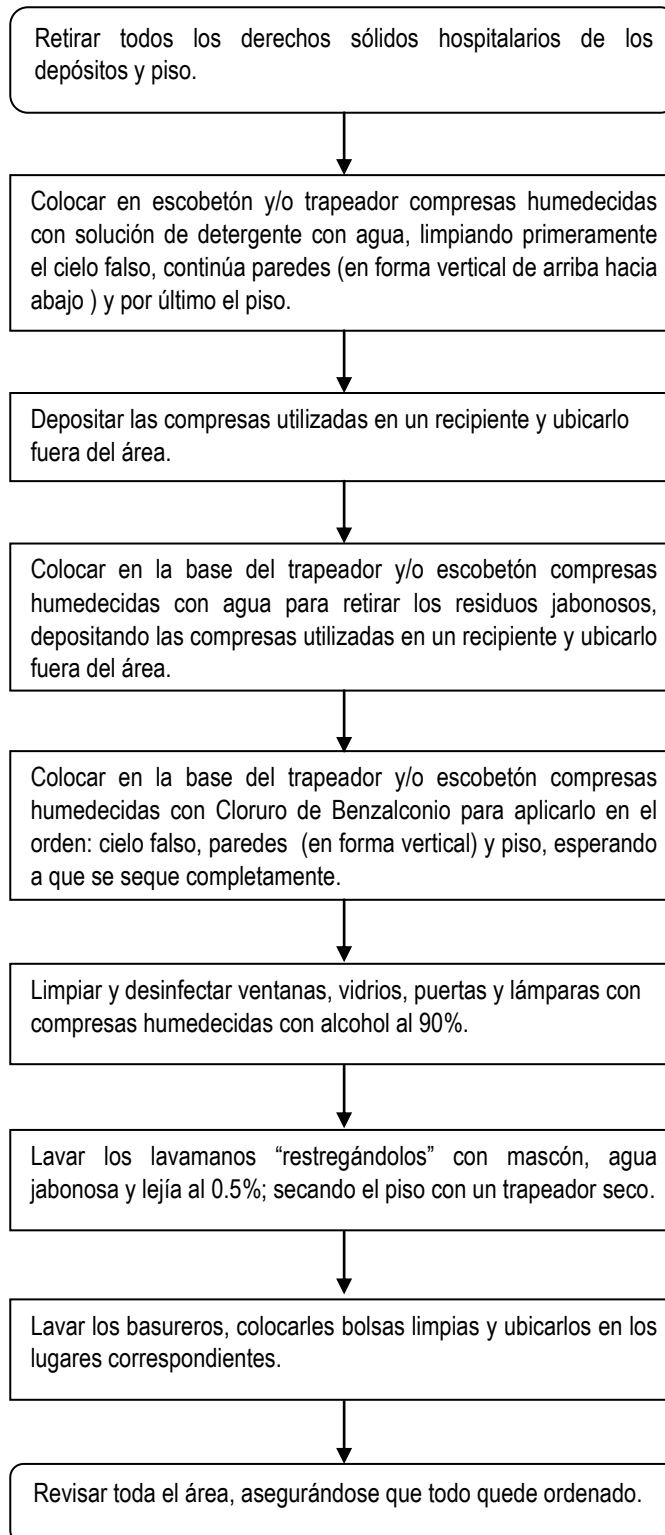 Retirar todos los derechos sólidos hospitalarios de los
depósitos y piso.
Colocar en escobetón y/o trapeador compresas humedecidas
con solución de detergente con agua, limpiando primeramente
el cielo falso, continúa paredes (en forma vertical de arriba hacia
abajo ) y por último el piso.
Depositar las compresas utilizadas en un recipiente y ubicarlo
fuera del área.
Colocar en la base del trapeador y/o escobetón compresas
humedecidas con agua para retirar los residuos jabonosos,
depositando las compresas utilizadas en un recipiente y ubicarlo
fuera del área.
Colocar en la base del trapeador y/o escobetón compresas
humedecidas con Cloruro de Benzalconio para aplicarlo en el
orden: cielo falso, paredes (en forma vertical) y piso, esperando
a que se seque completamente.
Limpiar y desinfectar ventanas, vidrios, puertas y lámparas con
compresas humedecidas con alcohol al 90%.
Lavar los lavamanos “restregándolos” con mascón, agua
jabonosa y lejía al 0.5%; secando el piso con un trapeador seco.
Lavar los basureros, colocarles bolsas limpias y ubicarlos en los
lugares correspondientes.
Revisar toda el área, asegurándose que todo quede ordenado.